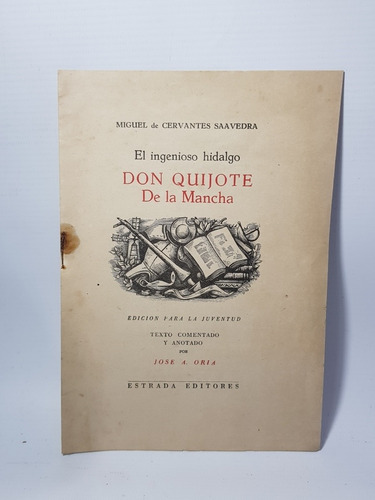 MIGUEL de CERVANTES SAAVEDRA
El ingenioso hidalgo
DON QUIJOTE
De la Mancha
EDICION PARA LA JUVENTUD
TEXTO COMENTADO
Y ANOTADO
POR
JOSE A. ORIA
ESTRADA EDITORES